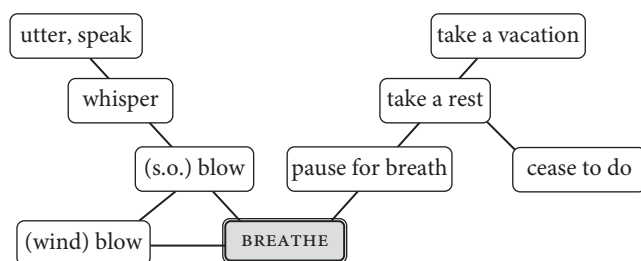 utter, speak
take a vacation
whisper
take a rest
(s.o.) blow
pause for breath
cease to do
(wind) blow
BREATHE